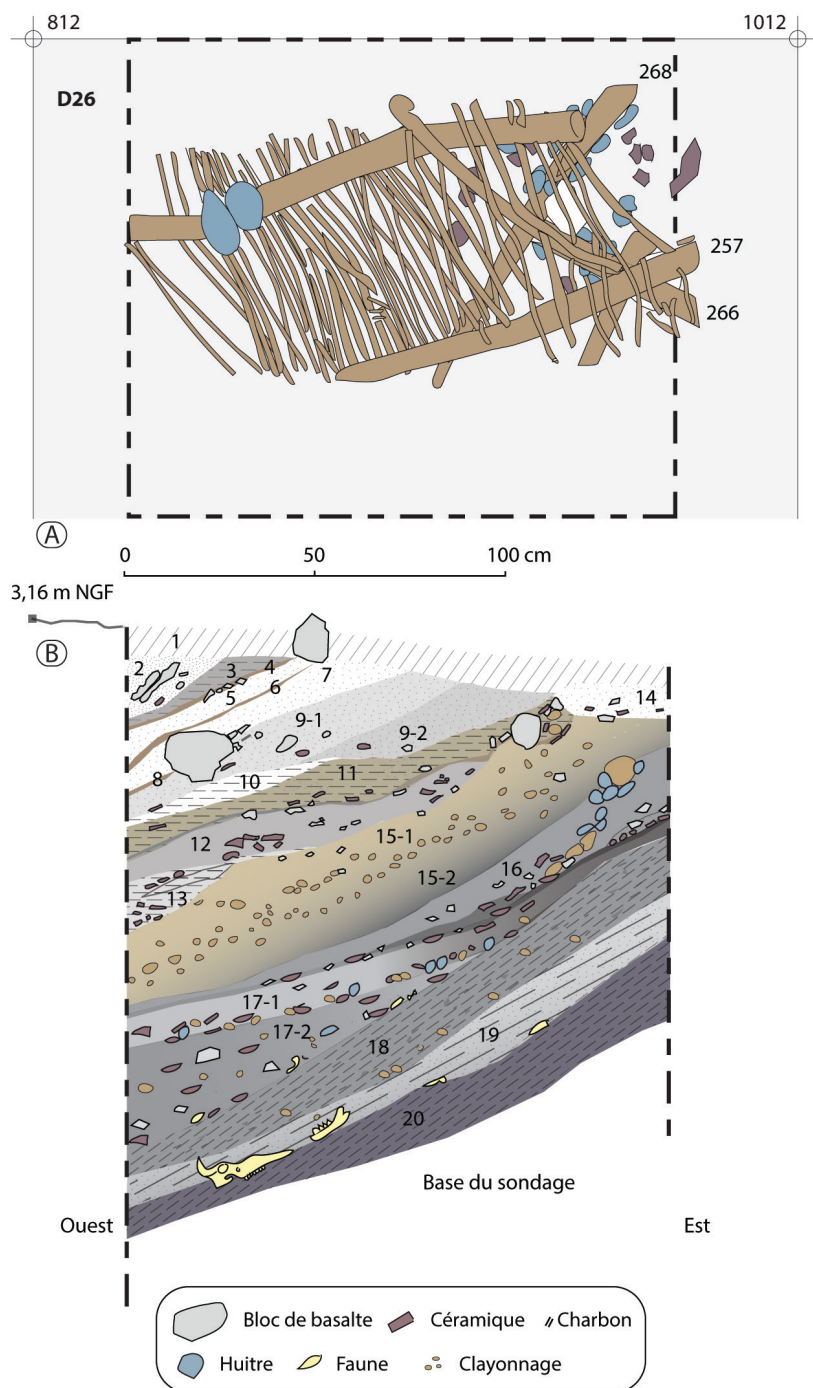 812 1012
D26
268
257
266
A
0 50 100 cm
3,16 m NGF
B
1
2 3 4 7
5 6
14
9-1
9-2
8
10 11
12
15-1
13
15-2 16
17-1
17-2
18 19
20
Base du sondage
Ouest Est
Bloc de basalte Céramique Charbon
Huitre Faune Clayonnage